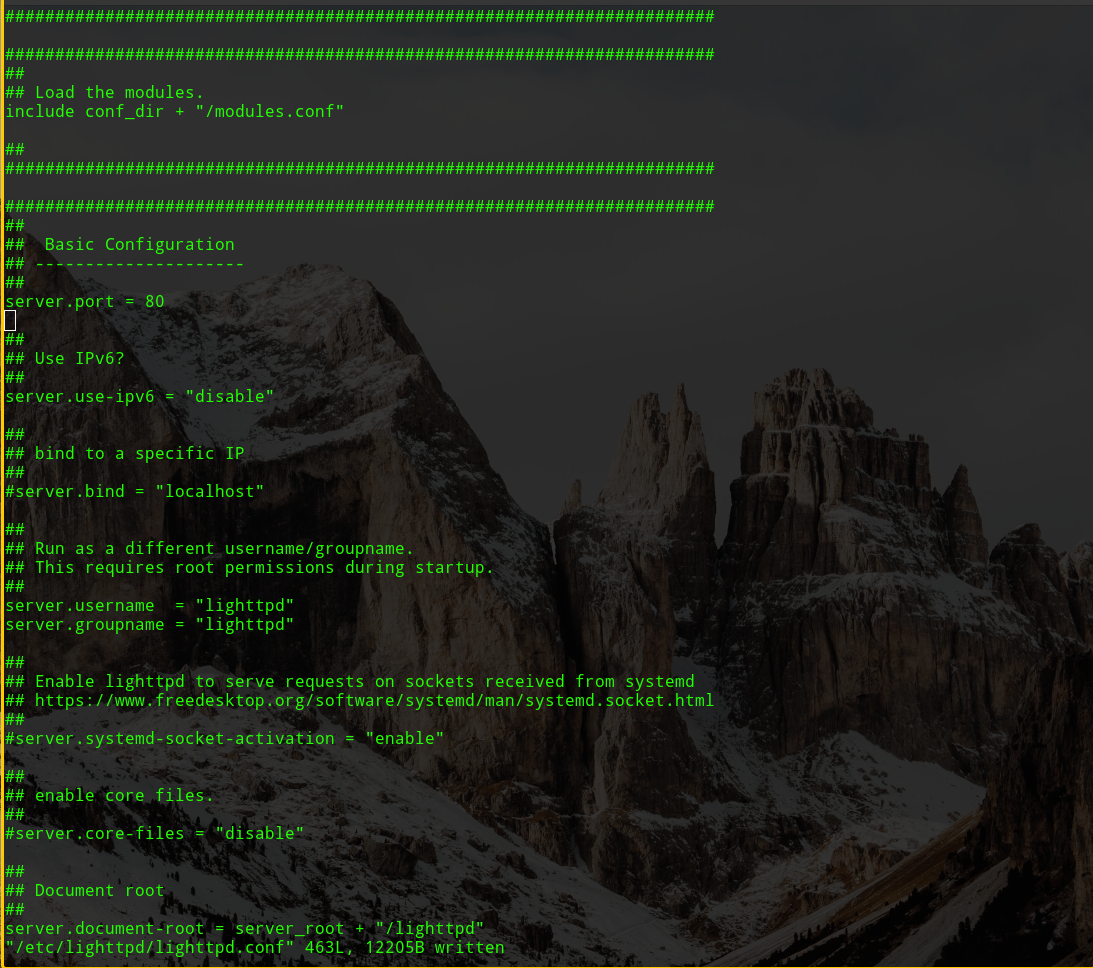 #######################################################################

#######################################################################
##
## Load the modules.
include conf_dir + "/modules.conf"

##
#######################################################################

#######################################################################
##
##  Basic Configuration
## ---------------------
##
server.port = 80

##
## Use IPv6?
##
server.use-ipv6 = "disable"

##
## bind to a specific IP
##
#server.bind = "localhost"

##
## Run as a different username/groupname.
## This requires root permissions during startup.
##
server.username  = "lighttpd"
server.groupname = "lighttpd"

##
## Enable lighttpd to serve requests on sockets received from systemd
## https://www.freedesktop.org/software/systemd/man/systemd.socket.html
##
#server.systemd-socket-activation = "enable"

##
## enable core files.
##
#server.core-files = "disable"

##
## Document root
##
server.document-root = server_root + "/lighttpd"
"/etc/lighttpd/lighttpd.conf" 463L, 12205B written